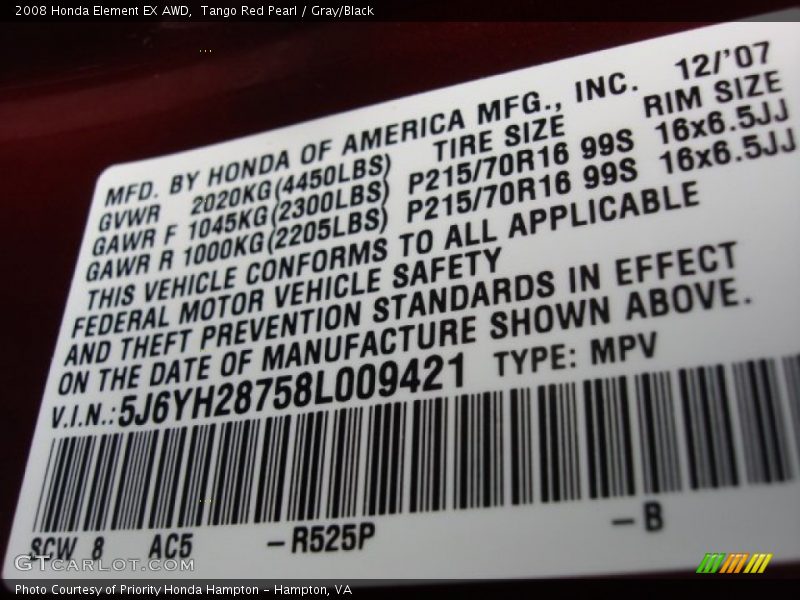 2008 Honda Element EX AWD,  Tango Red Pearl / Gray/Black
MFD. BY HONDA OF AMERICA MFG., INC. 12/'07
GVWR 2020KG(4450LBS) TIRE SIZE RIM SIZE
GAWR F 1045KG(2300LBS) P215/70R16 99S 16x6.5JJ
GAWR R 1000KG(2205LBS) P215/70R16 99S 16x6.5JJ
THIS VEHICLE CONFORMS TO ALL APPLICABLE
FEDERAL MOTOR VEHICLE SAFETY
AND THEFT PREVENTION STANDARDS IN EFFECT
ON THE DATE OF MANUFACTURE SHOWN ABOVE.
V.I.N.:5J6YH28758L009421 TYPE: MPV
SCW 8 AC5 -R525P -B
GTCarLot.com
Photo Courtesy of Priority Honda Hampton - Hampton, VA